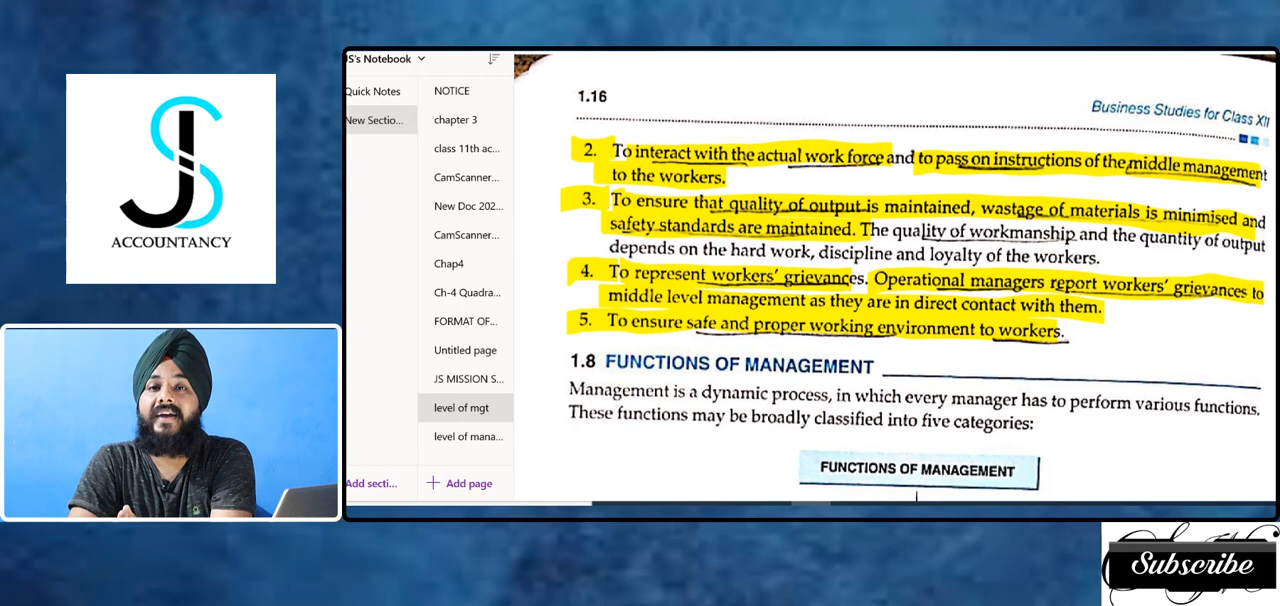 JS
ACCOUNTANCY
JS's Notebook
Quick Notes
New Sectio...
Add secti...
NOTICE
chapter 3
class 11th ac...
CamScanner...
New Doc 202...
CamScanner...
Chap4
Ch-4 Quadra...
FORMAT OF...
Untitled page
JS MISSION S...
level of mgt
level of mana...
Add page
1.16
Business Studies for Class XII
2. To interact with the actual work force and to pass on instructions of the middle management
to the workers.
3. To ensure that quality of output is maintained, wastage of materials is minimised and
safety standards are maintained. The quality of workmanship and the quantity of output
depends on the hard work, discipline and loyalty of the workers.
4. To represent workers' grievances. Operational managers report workers' grievances to
middle level management as they are in direct contact with them.
5. To ensure safe and proper working environment to workers.
1.8 FUNCTIONS OF MANAGEMENT
Management is a dynamic process, in which every manager has to perform various functions.
These functions may be broadly classified into five categories:
FUNCTIONS OF MANAGEMENT
Subscribe